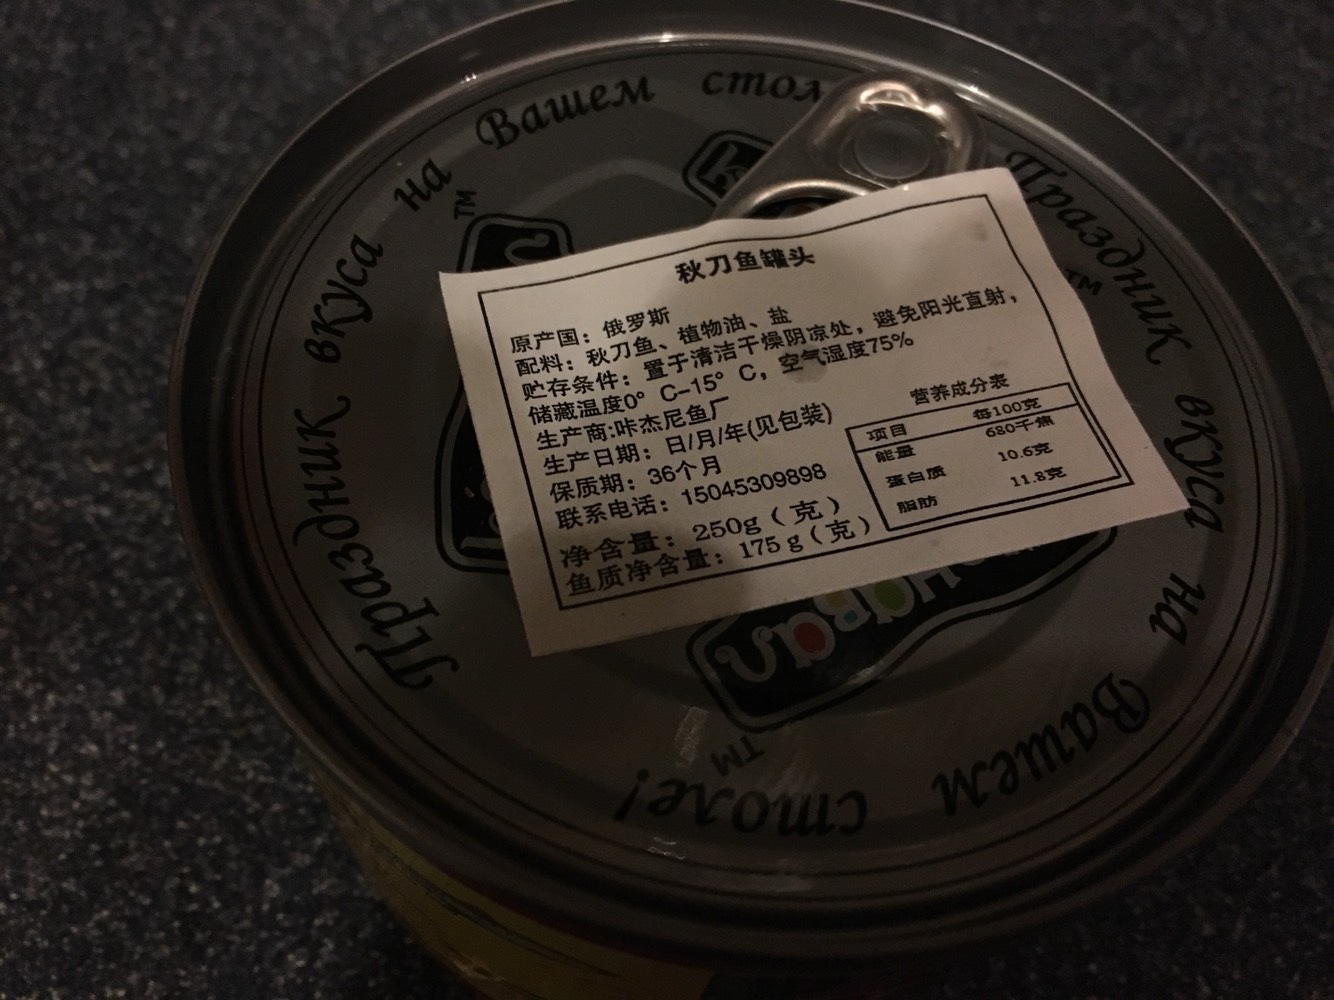 Праздник вкуса на Вашем стол
Праздник вкуса на Вашем столе!
TM
TM
TM
秋刀鱼罐头
原产国：俄罗斯
配料：秋刀鱼、植物油、盐
贮存条件：置于清洁干燥阴凉处，避免阳光直射，
储藏温度0° C-15° C，空气湿度75%
生产商:咔杰尼鱼厂
生产日期：日/月/年(见包装)
保质期：36个月
联系电话：15045309898
净含量：250g（克）
鱼质净含量：175 g（克）
营养成分表
项目 每100克
能量 680千焦
蛋白质 10.6克
脂肪 11.8克